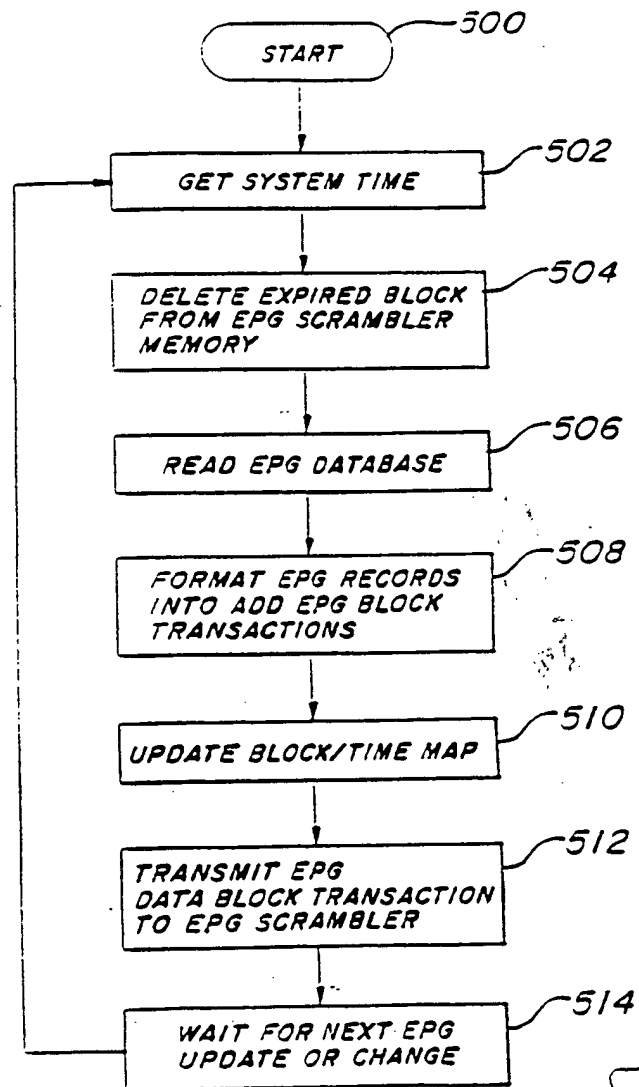 500
START
502
GET SYSTEM TIME
504
DELETE EXPIRED BLOCK
FROM EPG SCRAMBLER
MEMORY
506
READ EPG DATABASE
508
FORMAT EPG RECORDS
INTO ADD EPG BLOCK
TRANSACTIONS
510
UPDATE BLOCK/TIME MAP
512
TRANSMIT EPG
DATA BLOCK TRANSACTION
TO EPG SCRAMBLER
514
WAIT FOR NEXT EPG
UPDATE OR CHANGE